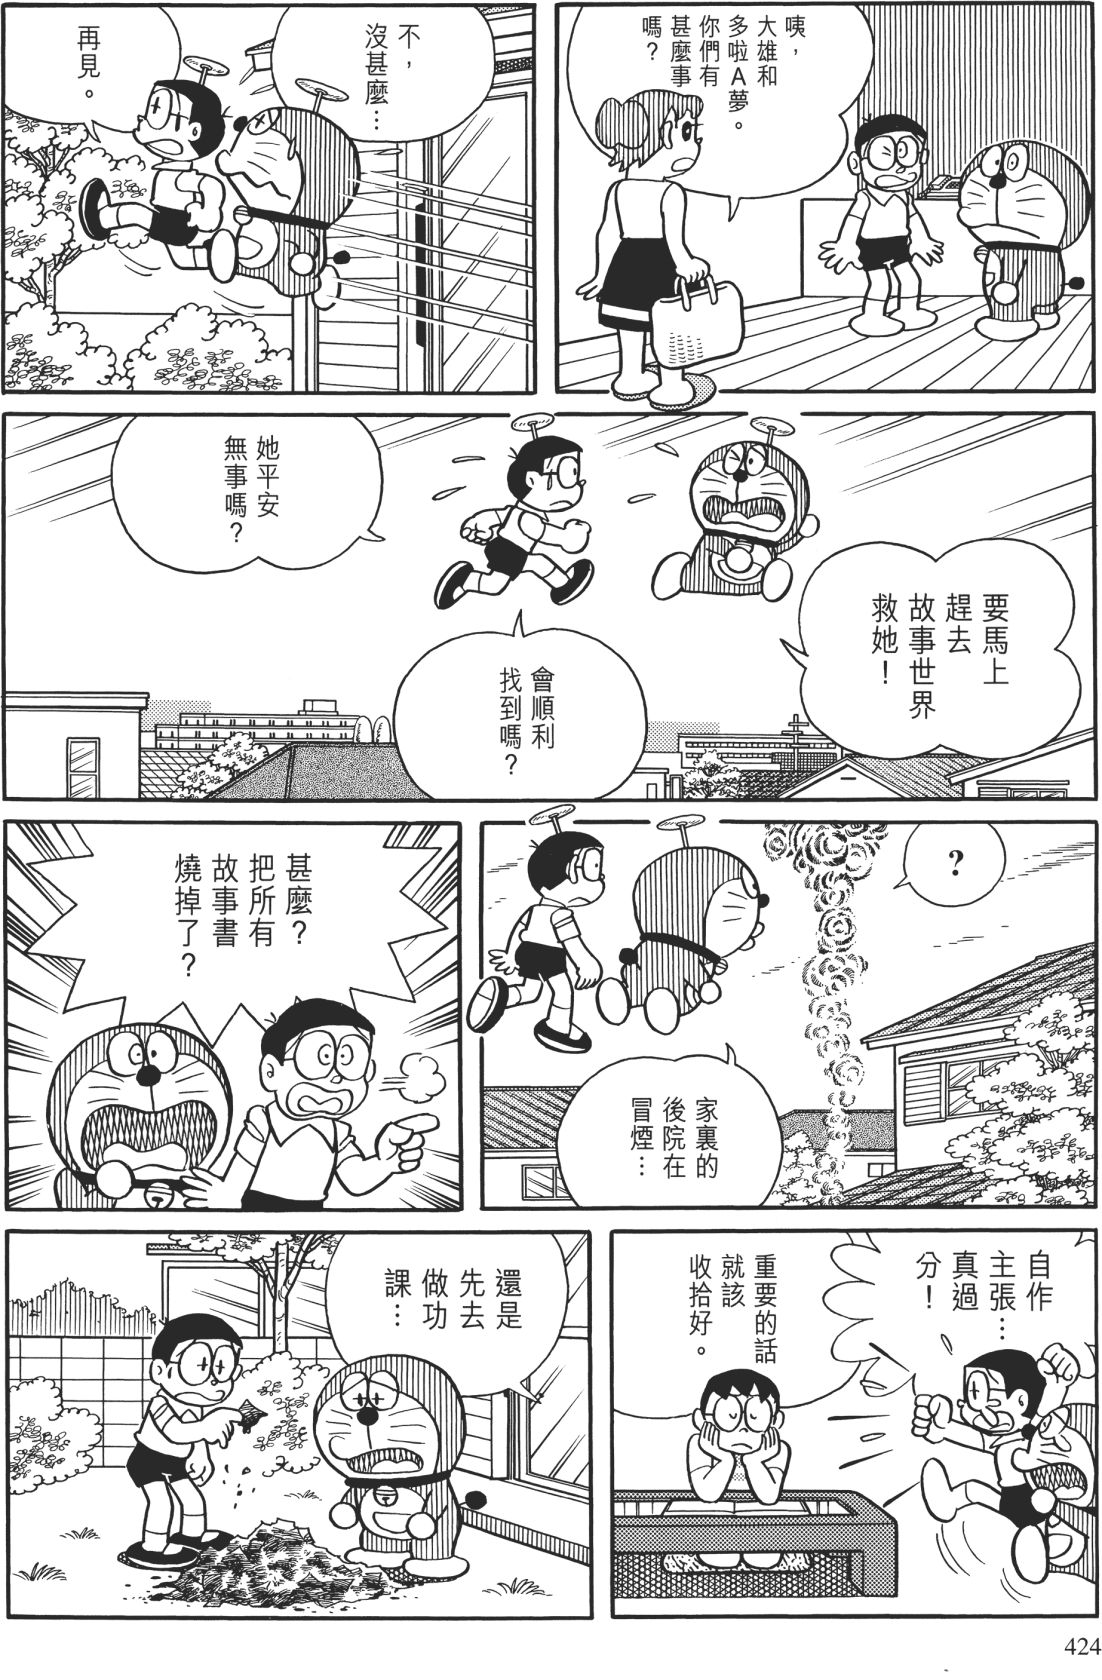 咦，
大雄和
多啦A夢。
你們有
甚麼事
嗎？
不，
沒甚麼…
再見。
要馬上
趕去
故事世界
救她！
會順利
找到嗎？
她平安
無事嗎？
？
家裏的
後院在
冒煙…
甚麼？
把所有
故事書
燒掉了？
自作
主張…
真過
分！
重要的話
就該
收拾好。
還是
先去
做功
課…
424